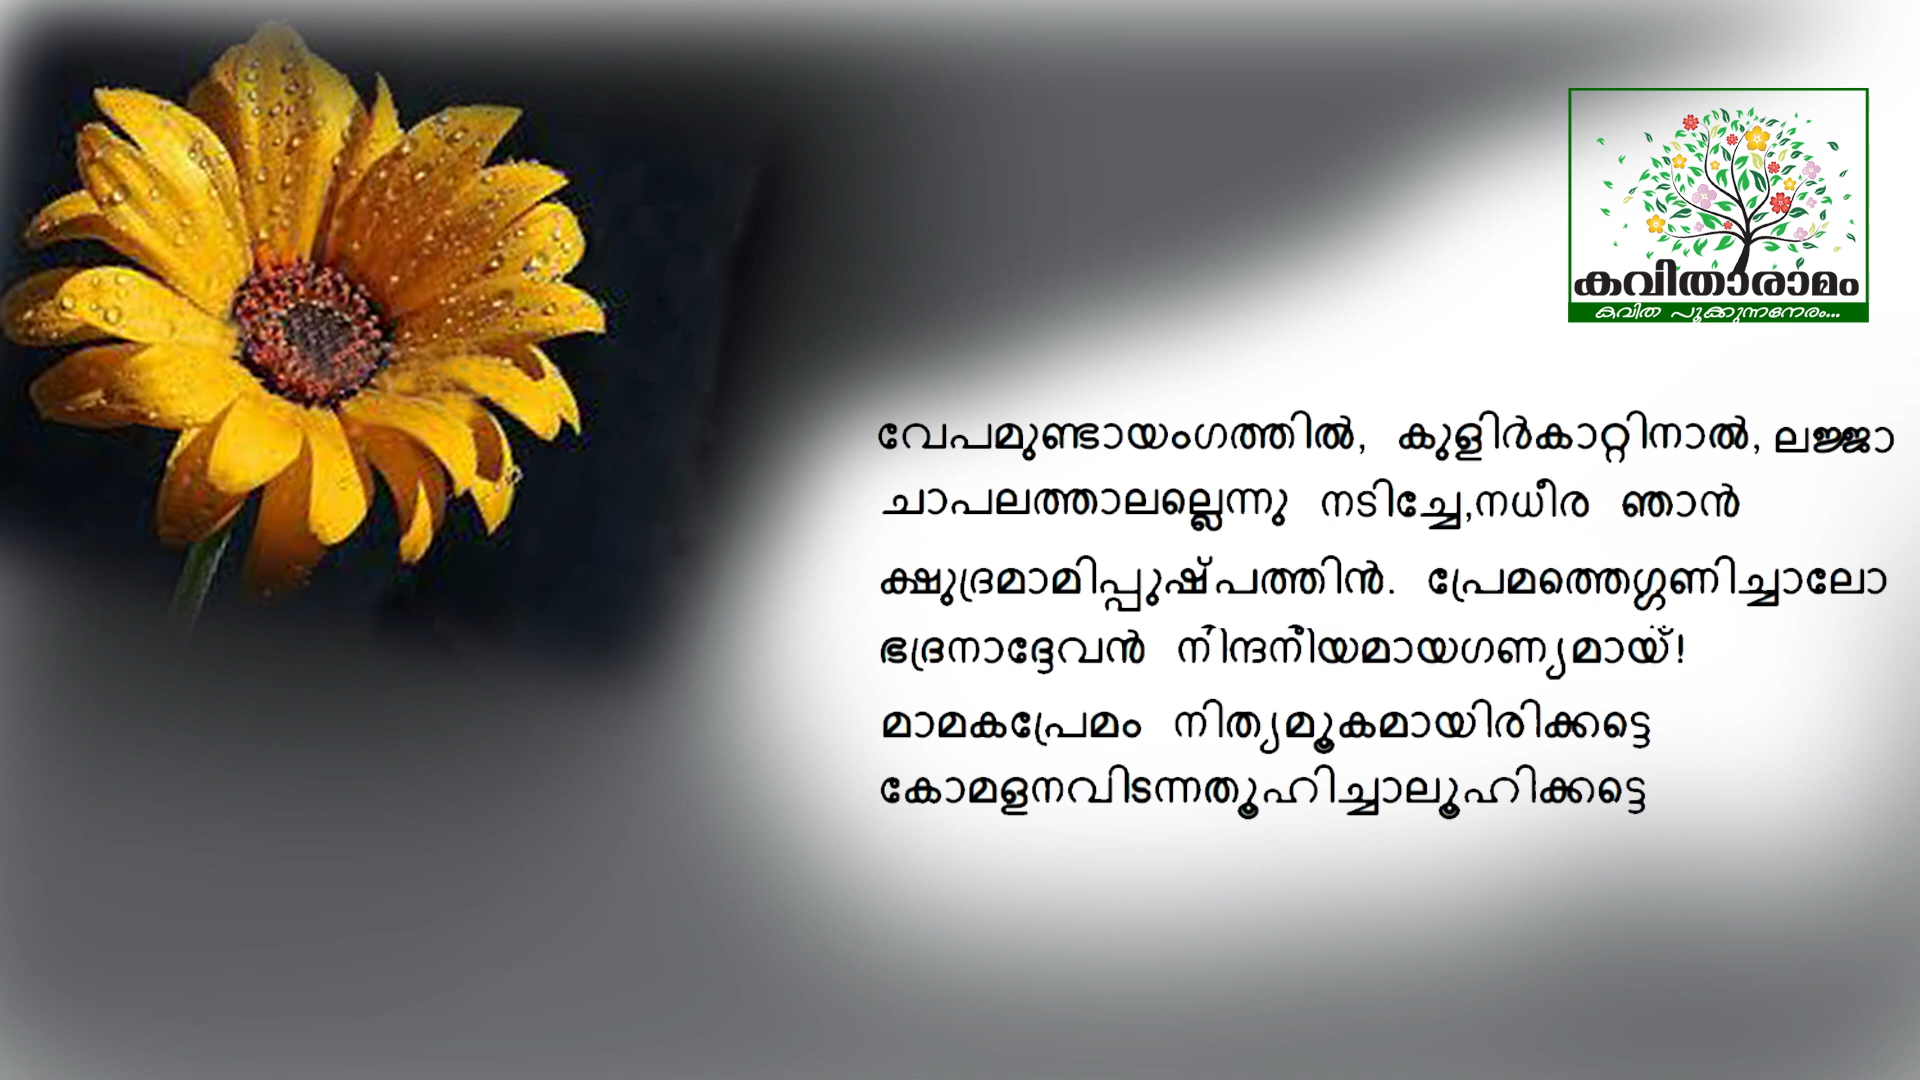 കവിതാരാമം
കവിത പൂക്കുന്നനേരം...
വേപമുണ്ടായംഗത്തിൽ, കുളിർകാറ്റിനാൽ, ലജ്ജാ
ചാപലത്താലല്ലെന്നു നടിച്ചേ,നധീര ഞാൻ
ക്ഷുദ്രമാമിപ്പുഷ്പത്തിൻ. പ്രേമത്തെഗ്ഗണിച്ചാലോ
ഭദ്രനാദ്ദേവൻ നിന്ദനീയമായഗണ്യമായ്!
മാമകപ്രേമം നിത്യമൂകമായിരിക്കട്ടെ
കോമളനവിടന്നതൂഹിച്ചാലൂഹിക്കട്ടെ